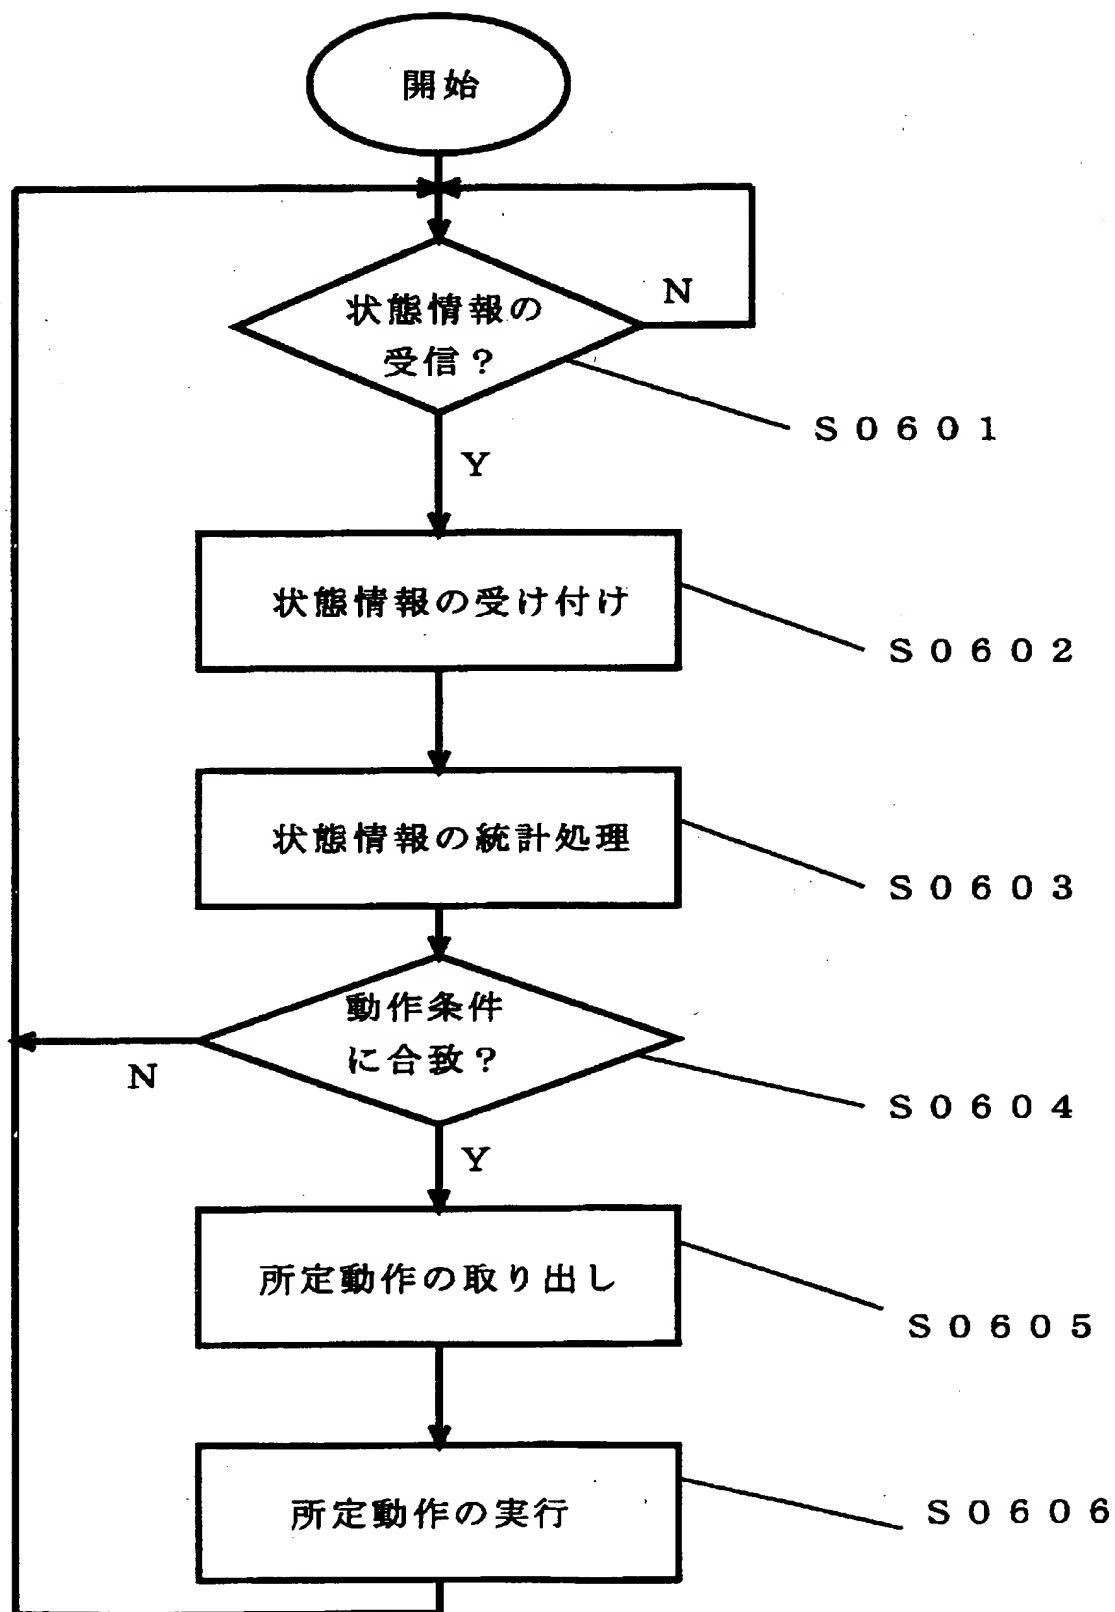 開始
状態情報の
受信？
N
S0601
Y
状態情報の受け付け
S0602
状態情報の統計処理
S0603
動作条件
に合致？
N
S0604
Y
所定動作の取り出し
S0605
所定動作の実行
S0606